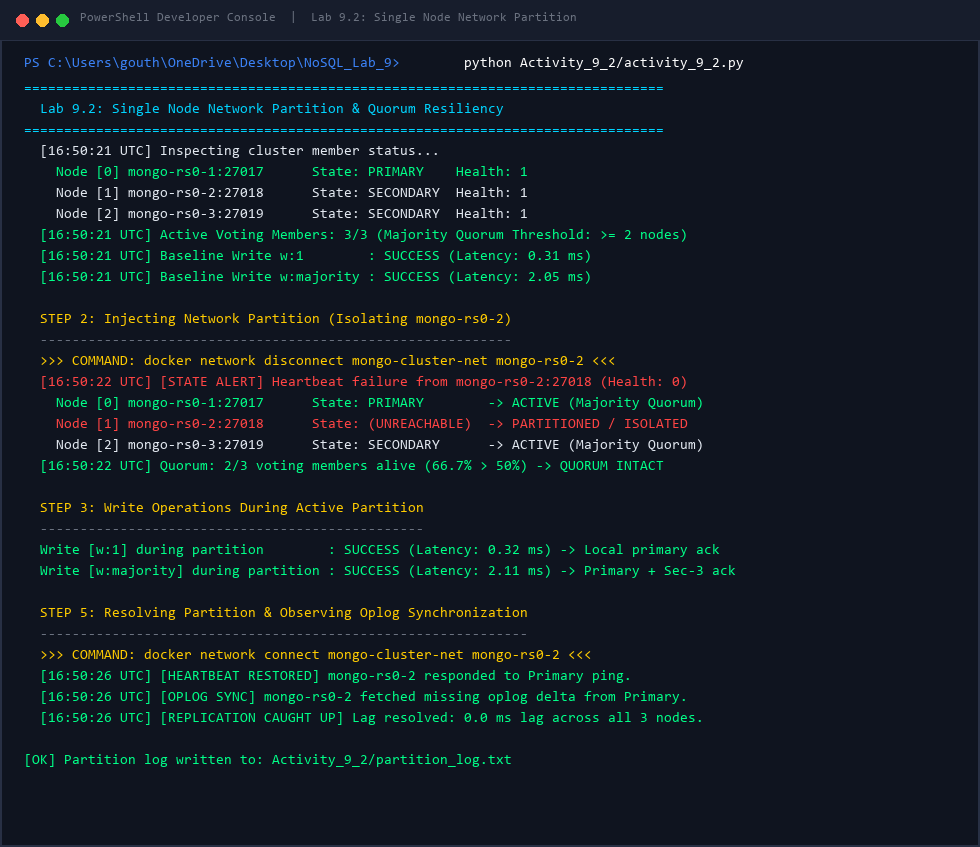 PowerShell Developer Console | Lab 9.2: Single Node Network Partition
PS C:\Users\gouth\OneDrive\Desktop\NoSQL_Lab_9> python Activity_9_2/activity_9_2.py
================================================================================
Lab 9.2: Single Node Network Partition & Quorum Resiliency
================================================================================
[16:50:21 UTC] Inspecting cluster member status...
Node [0] mongo-rs0-1:27017 State: PRIMARY Health: 1
Node [1] mongo-rs0-2:27018 State: SECONDARY Health: 1
Node [2] mongo-rs0-3:27019 State: SECONDARY Health: 1
[16:50:21 UTC] Active Voting Members: 3/3 (Majority Quorum Threshold: >= 2 nodes)
[16:50:21 UTC] Baseline Write w:1 : SUCCESS (Latency: 0.31 ms)
[16:50:21 UTC] Baseline Write w:majority : SUCCESS (Latency: 2.05 ms)
STEP 2: Injecting Network Partition (Isolating mongo-rs0-2)
-----------------------------------------------------------
>>> COMMAND: docker network disconnect mongo-cluster-net mongo-rs0-2 <<<
[16:50:22 UTC] [STATE ALERT] Heartbeat failure from mongo-rs0-2:27018 (Health: 0)
Node [0] mongo-rs0-1:27017 State: PRIMARY -> ACTIVE (Majority Quorum)
Node [1] mongo-rs0-2:27018 State: (UNREACHABLE) -> PARTITIONED / ISOLATED
Node [2] mongo-rs0-3:27019 State: SECONDARY -> ACTIVE (Majority Quorum)
[16:50:22 UTC] Quorum: 2/3 voting members alive (66.7% > 50%) -> QUORUM INTACT
STEP 3: Write Operations During Active Partition
------------------------------------------------
Write [w:1] during partition : SUCCESS (Latency: 0.32 ms) -> Local primary ack
Write [w:majority] during partition : SUCCESS (Latency: 2.11 ms) -> Primary + Sec-3 ack
STEP 5: Resolving Partition & Observing Oplog Synchronization
-------------------------------------------------------------
>>> COMMAND: docker network connect mongo-cluster-net mongo-rs0-2 <<<
[16:50:26 UTC] [HEARTBEAT RESTORED] mongo-rs0-2 responded to Primary ping.
[16:50:26 UTC] [OPLOG SYNC] mongo-rs0-2 fetched missing oplog delta from Primary.
[16:50:26 UTC] [REPLICATION CAUGHT UP] Lag resolved: 0.0 ms lag across all 3 nodes.
[OK] Partition log written to: Activity_9_2/partition_log.txt